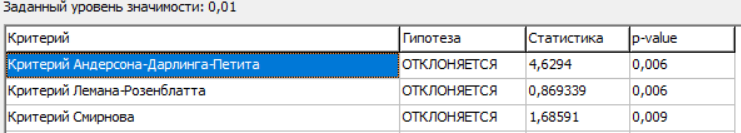 Заданный уровень значимости: 0,01
Критерий Гипотеза Статистика p-value
Критерий Андерсона-Дарлинга-Петита ОТКЛОНЯЕТСЯ 4,6294 0,006
Критерий Лемана-Розенблатта ОТКЛОНЯЕТСЯ 0,869339 0,006
Критерий Смирнова ОТКЛОНЯЕТСЯ 1,68591 0,009